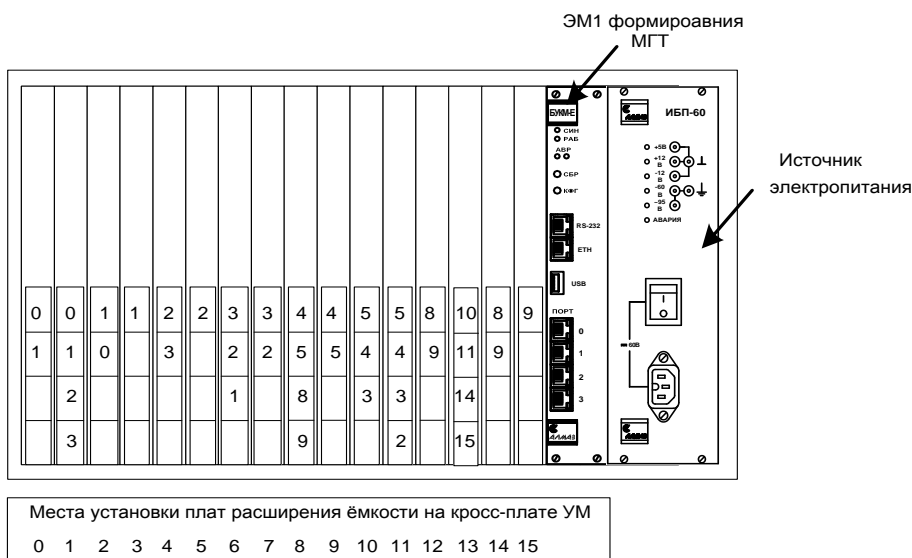 ЭМ1 формироавния
МГТ
БУКМ-Е
ИБП-60
СИН
РАБ
АВР
СБР
КФГ
RS-232
ETH
USB
ПОРТ
0
1
2
3
АЛМАЗ
+5В
+12
В
-12
В
-60
В
~95
В
АВАРИЯ
60В
Источник
электропитания
0 0 1 1 2 2 3 3 4 4 5 5 8 10 8 9
1 1 0 3 2 2 5 5 4 4 9 11 9
2 1 8 3 3 14
3 9 2 15
Места установки плат расширения ёмкости на кросс-плате УМ
0 1 2 3 4 5 6 7 8 9 10 11 12 13 14 15